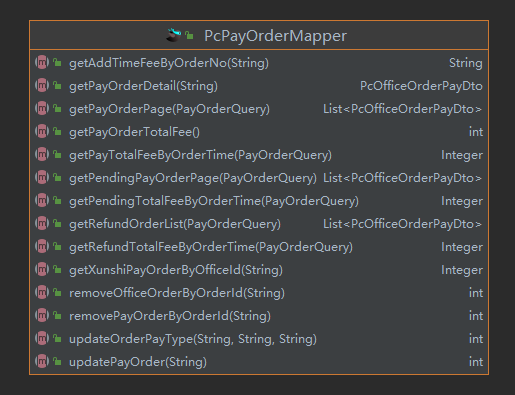 PcPayOrderMapper
getAddTimeFeeByOrderNo(String) String
getPayOrderDetail(String) PcOfficeOrderPayDto
getPayOrderPage(PayOrderQuery) List<PcOfficeOrderPayDto>
getPayOrderTotalFee() int
getPayTotalFeeByOrderTime(PayOrderQuery) Integer
getPendingPayOrderPage(PayOrderQuery) List<PcOfficeOrderPayDto>
getPendingTotalFeeByOrderTime(PayOrderQuery) Integer
getRefundOrderList(PayOrderQuery) List<PcOfficeOrderPayDto>
getRefundTotalFeeByOrderTime(PayOrderQuery) Integer
getXunshiPayOrderByOfficeId(String) Integer
removeOfficeOrderByOrderId(String) int
removePayOrderByOrderId(String) int
updateOrderPayType(String, String, String) int
updatePayOrder(String) int